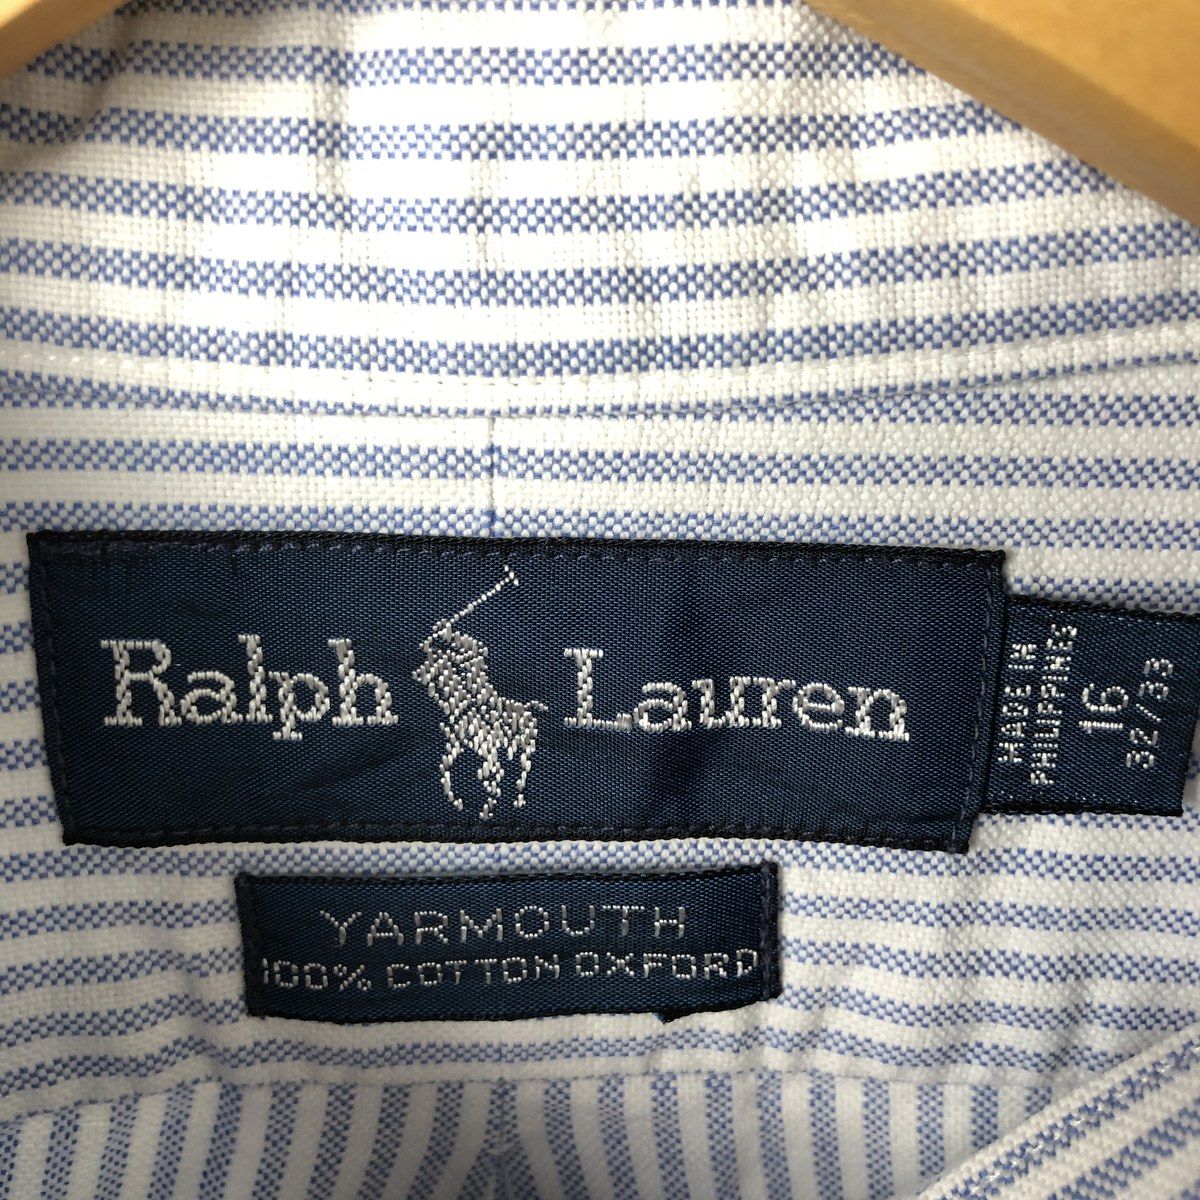 Ralph Lauren
MADE IN
PHILIPPINES
16
32/33
YARMOUTH
100% COTTON OXFORD